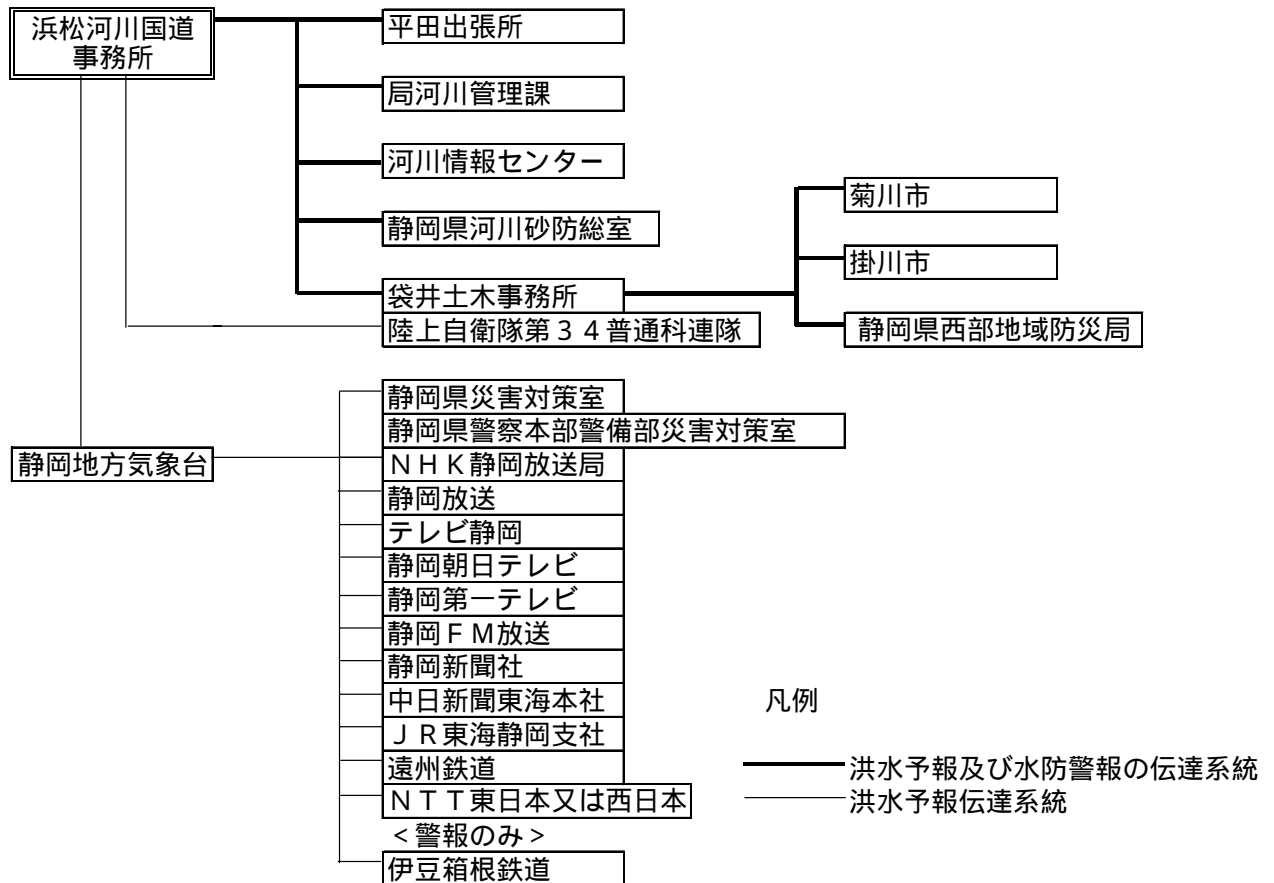 浜松河川国道
事務所
平田出張所
局河川管理課
河川情報センター
静岡県河川砂防総室
袋井土木事務所
陸上自衛隊第３４普通科連隊
菊川市
掛川市
静岡県西部地域防災局
静岡地方気象台
静岡県災害対策室
静岡県警察本部警備部災害対策室
ＮＨＫ静岡放送局
静岡放送
テレビ静岡
静岡朝日テレビ
静岡第一テレビ
静岡ＦＭ放送
静岡新聞社
中日新聞東海本社
ＪＲ東海静岡支社
遠州鉄道
ＮＴＴ東日本又は西日本
＜警報のみ＞
伊豆箱根鉄道
凡例
洪水予報及び水防警報の伝達系統
洪水予報伝達系統